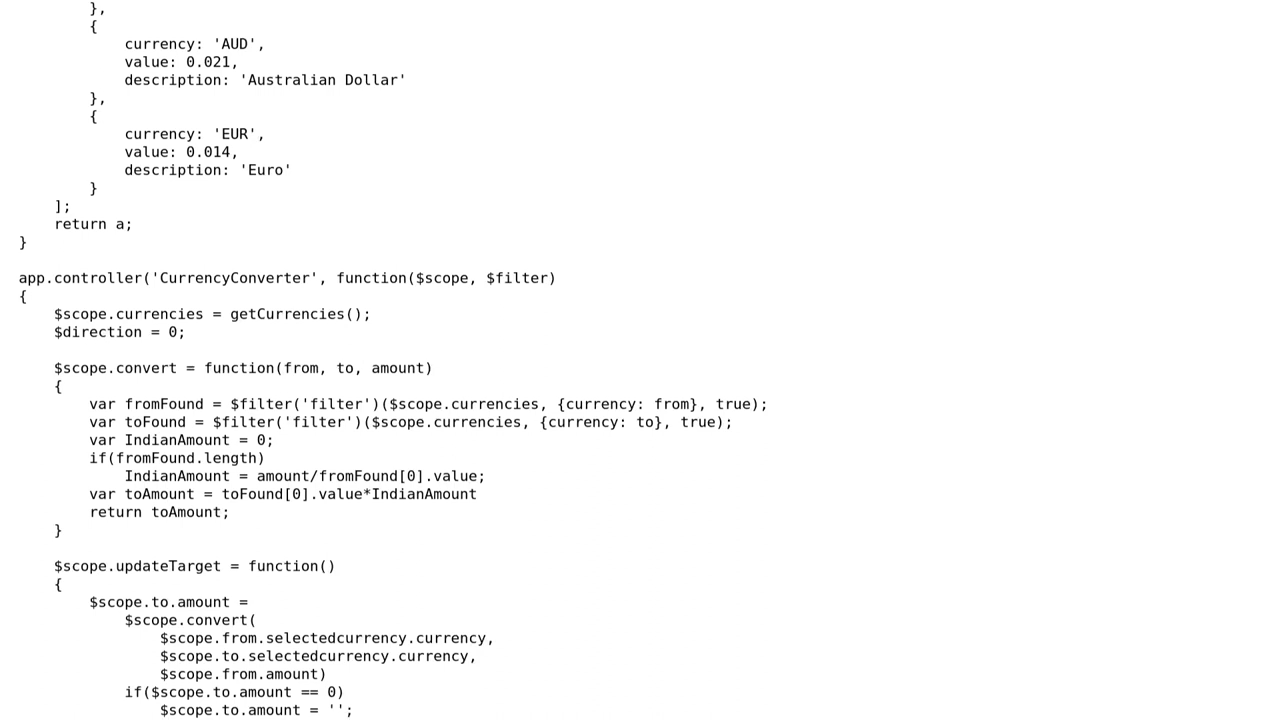 },
        {
            currency: 'AUD',
            value: 0.021,
            description: 'Australian Dollar'
        },
        {
            currency: 'EUR',
            value: 0.014,
            description: 'Euro'
        }
    ];
    return a;
}

app.controller('CurrencyConverter', function($scope, $filter)
{
    $scope.currencies = getCurrencies();
    $direction = 0;

    $scope.convert = function(from, to, amount)
    {
        var fromFound = $filter('filter')($scope.currencies, {currency: from}, true);
        var toFound = $filter('filter')($scope.currencies, {currency: to}, true);
        var IndianAmount = 0;
        if(fromFound.length)
            IndianAmount = amount/fromFound[0].value;
        var toAmount = toFound[0].value*IndianAmount
        return toAmount;
    }

    $scope.updateTarget = function()
    {
        $scope.to.amount =
            $scope.convert(
                $scope.from.selectedcurrency.currency,
                $scope.to.selectedcurrency.currency,
                $scope.from.amount)
            if($scope.to.amount == 0)
                $scope.to.amount = '';